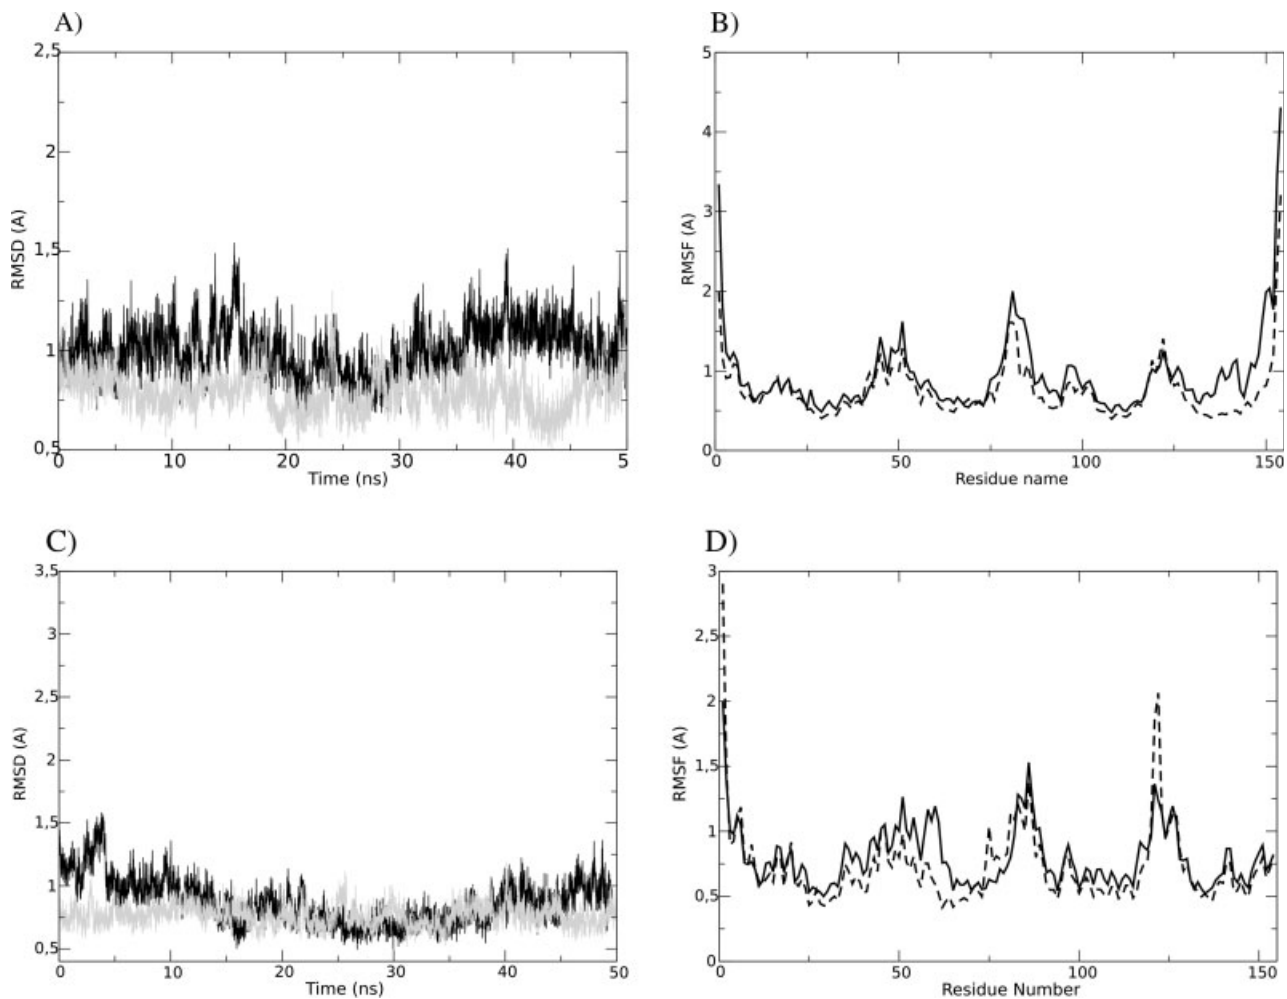 A)
2,5
2
1,5
1
0,5
RMSD (A)
0 10 20 30 40 5
Time (ns)
B)
5
4
3
2
1
0
RMSF (A)
0 50 100 150
Residue name
C)
3,5
3
2,5
2
1,5
1
0,5
RMSD (A)
0 10 20 30 40 50
Time (ns)
D)
3
2,5
2
1,5
1
0,5
0
RMSF (A)
0 50 100 150
Residue Number